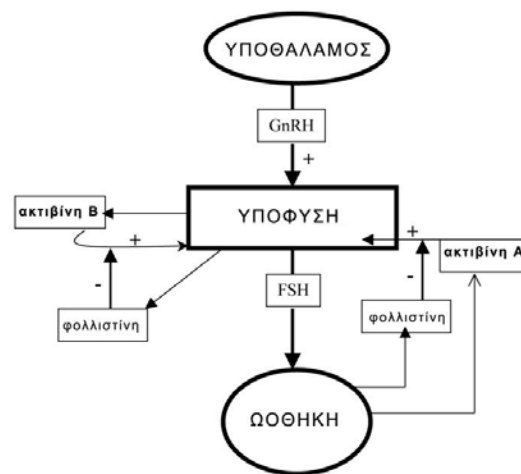 ΥΠΟΘΑΛΑΜΟΣ
GnRH
+
ΥΠΟΦΥΣΗ
ακτιβίνη Β
+
-
φολλιστίνη
FSH
+
ακτιβίνη Α
-
φολλιστίνη
ΩΟΘΗΚΗ